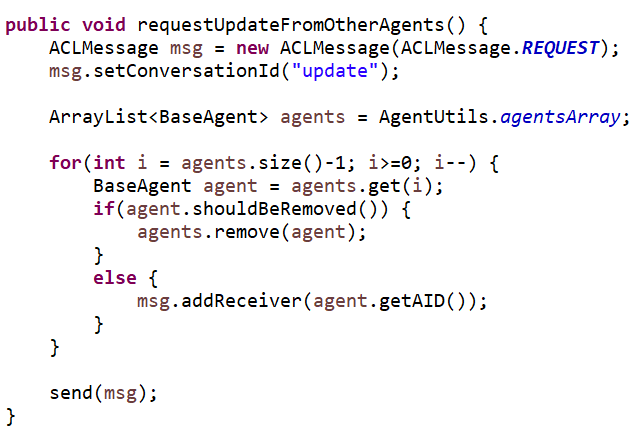 public void requestUpdateFromOtherAgents() {
    ACLMessage msg = new ACLMessage(ACLMessage.REQUEST);
    msg.setConversationId("update");

    ArrayList<BaseAgent> agents = AgentUtils.agentsArray;

    for(int i = agents.size()-1; i>=0; i--) {
        BaseAgent agent = agents.get(i);
        if(agent.shouldBeRemoved()) {
            agents.remove(agent);
        }
        else {
            msg.addReceiver(agent.getAID());
        }
    }

    send(msg);
}